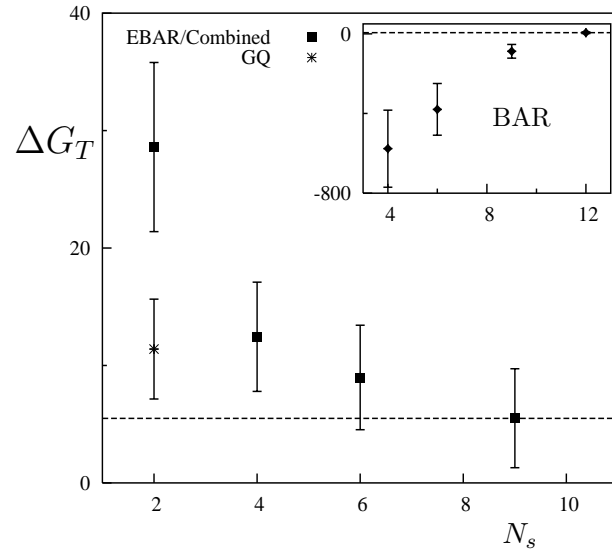 40
20
0
ΔG_T
EBAR/Combined
GQ
0
-800
BAR
4 8 12
2 4 6 8 10
N_s